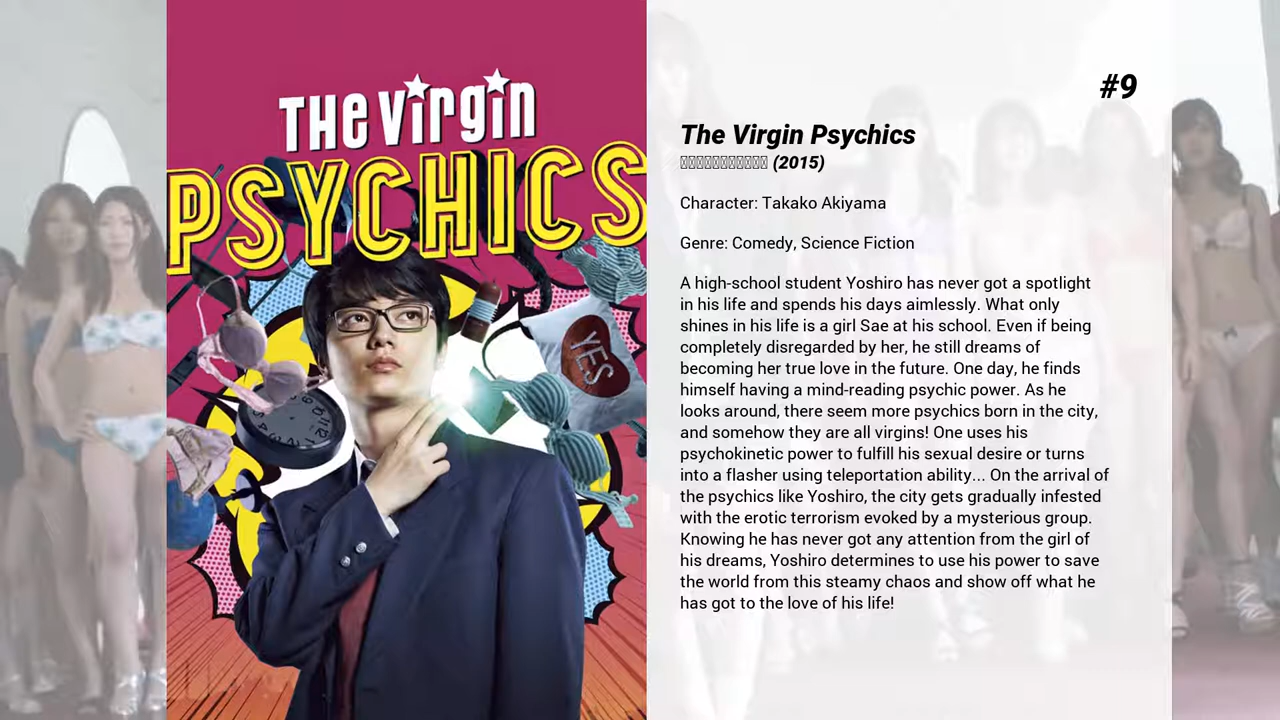 THE Virgin
PSYCHICS
YES
#9
The Virgin Psychics
(2015)
Character: Takako Akiyama
Genre: Comedy, Science Fiction
A high-school student Yoshiro has never got a spotlight
in his life and spends his days aimlessly. What only
shines in his life is a girl Sae at his school. Even if being
completely disregarded by her, he still dreams of
becoming her true love in the future. One day, he finds
himself having a mind-reading psychic power. As he
looks around, there seem more psychics born in the city,
and somehow they are all virgins! One uses his
psychokinetic power to fulfill his sexual desire or turns
into a flasher using teleportation ability... On the arrival of
the psychics like Yoshiro, the city gets gradually infested
with the erotic terrorism evoked by a mysterious group.
Knowing he has never got any attention from the girl of
his dreams, Yoshiro determines to use his power to save
the world from this steamy chaos and show off what he
has got to the love of his life!